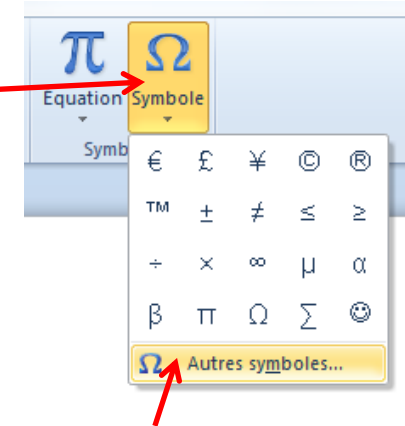 π Ω
Equation Symbole
Symb
€ £ ¥ © ®
™ ± ≠ ≤ ≥
÷ × ∞ µ α
β π Ω ∑ ☺
Ω Autres symboles...